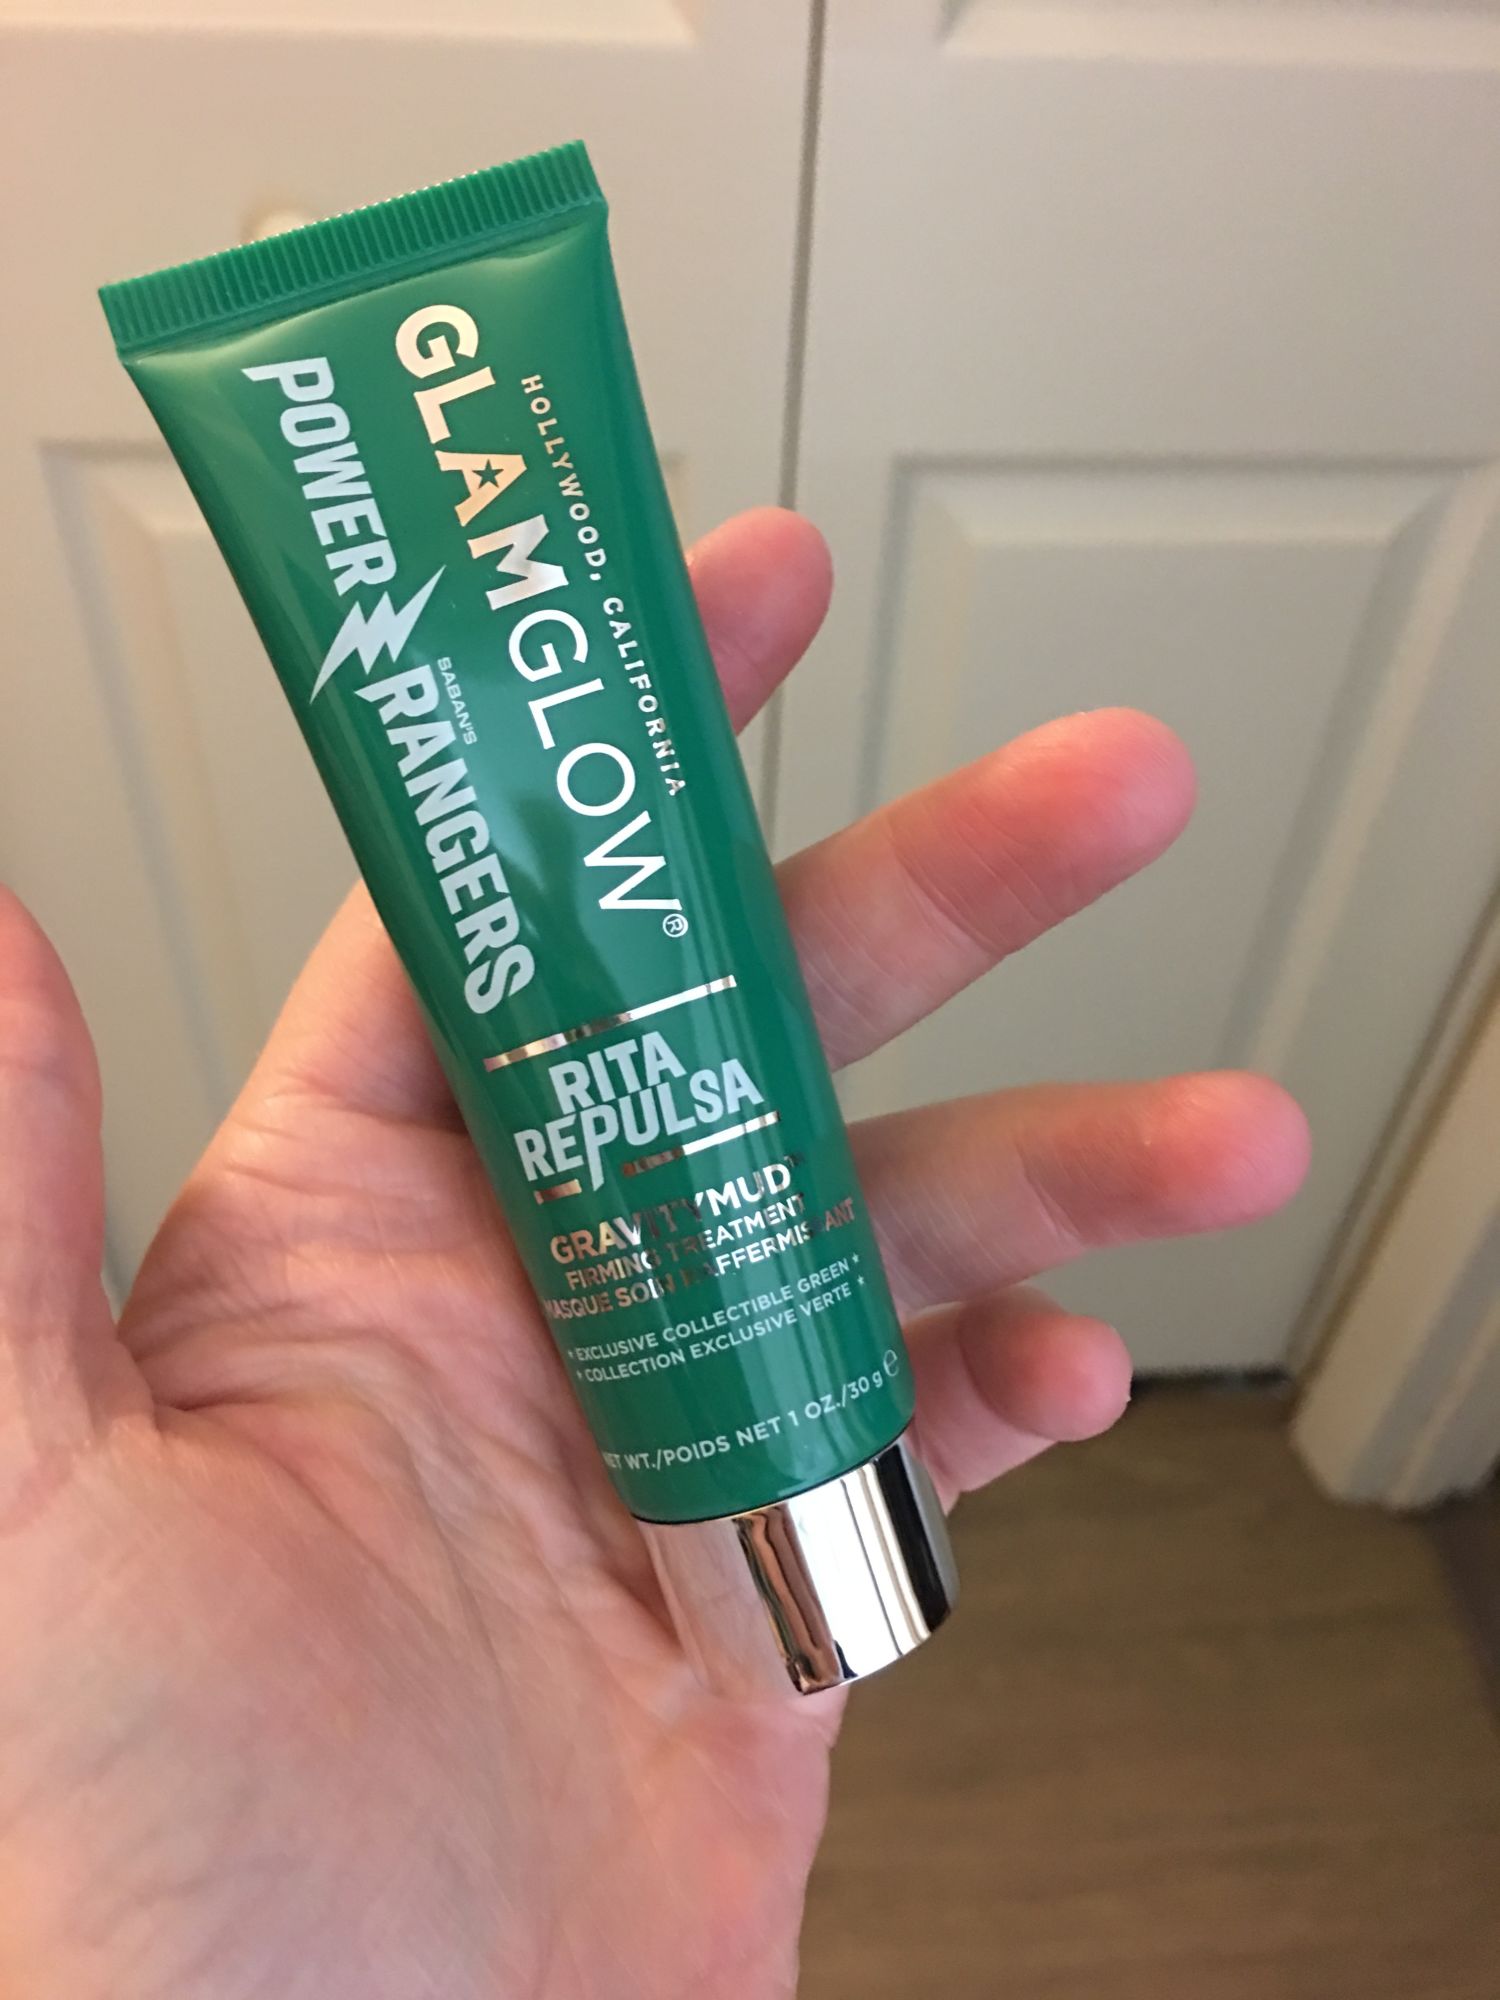 HOLLYWOOD, CALIFORNIA
GLAMGLOW®
SABAN'S
POWER RANGERS
RITA
REPULSA
GRAVITYMUD™
FIRMING TREATMENT
MASQUE SOIN RAFFERMISSANT
*EXCLUSIVE COLLECTIBLE GREEN*
*COLLECTION EXCLUSIVE VERTE *
NET WT./POIDS NET 1 OZ./30 g ℮